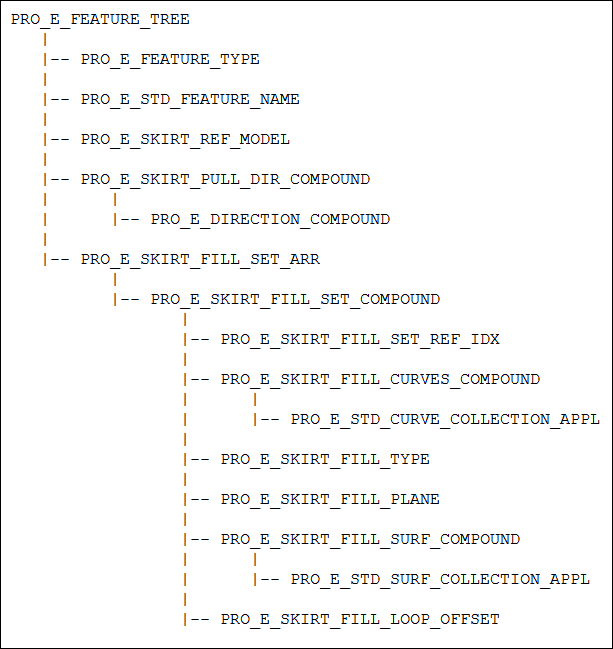 PRO_E_FEATURE_TREE
|-- PRO_E_FEATURE_TYPE
|-- PRO_E_STD_FEATURE_NAME
|-- PRO_E_SKIRT_REF_MODEL
|-- PRO_E_SKIRT_PULL_DIR_COMPOUND
|-- PRO_E_DIRECTION_COMPOUND
|-- PRO_E_SKIRT_FILL_SET_ARR
|-- PRO_E_SKIRT_FILL_SET_COMPOUND
|-- PRO_E_SKIRT_FILL_SET_REF_IDX
|-- PRO_E_SKIRT_FILL_CURVES_COMPOUND
|-- PRO_E_STD_CURVE_COLLECTION_APPL
|-- PRO_E_SKIRT_FILL_TYPE
|-- PRO_E_SKIRT_FILL_PLANE
|-- PRO_E_SKIRT_FILL_SURF_COMPOUND
|-- PRO_E_STD_SURF_COLLECTION_APPL
|-- PRO_E_SKIRT_FILL_LOOP_OFFSET